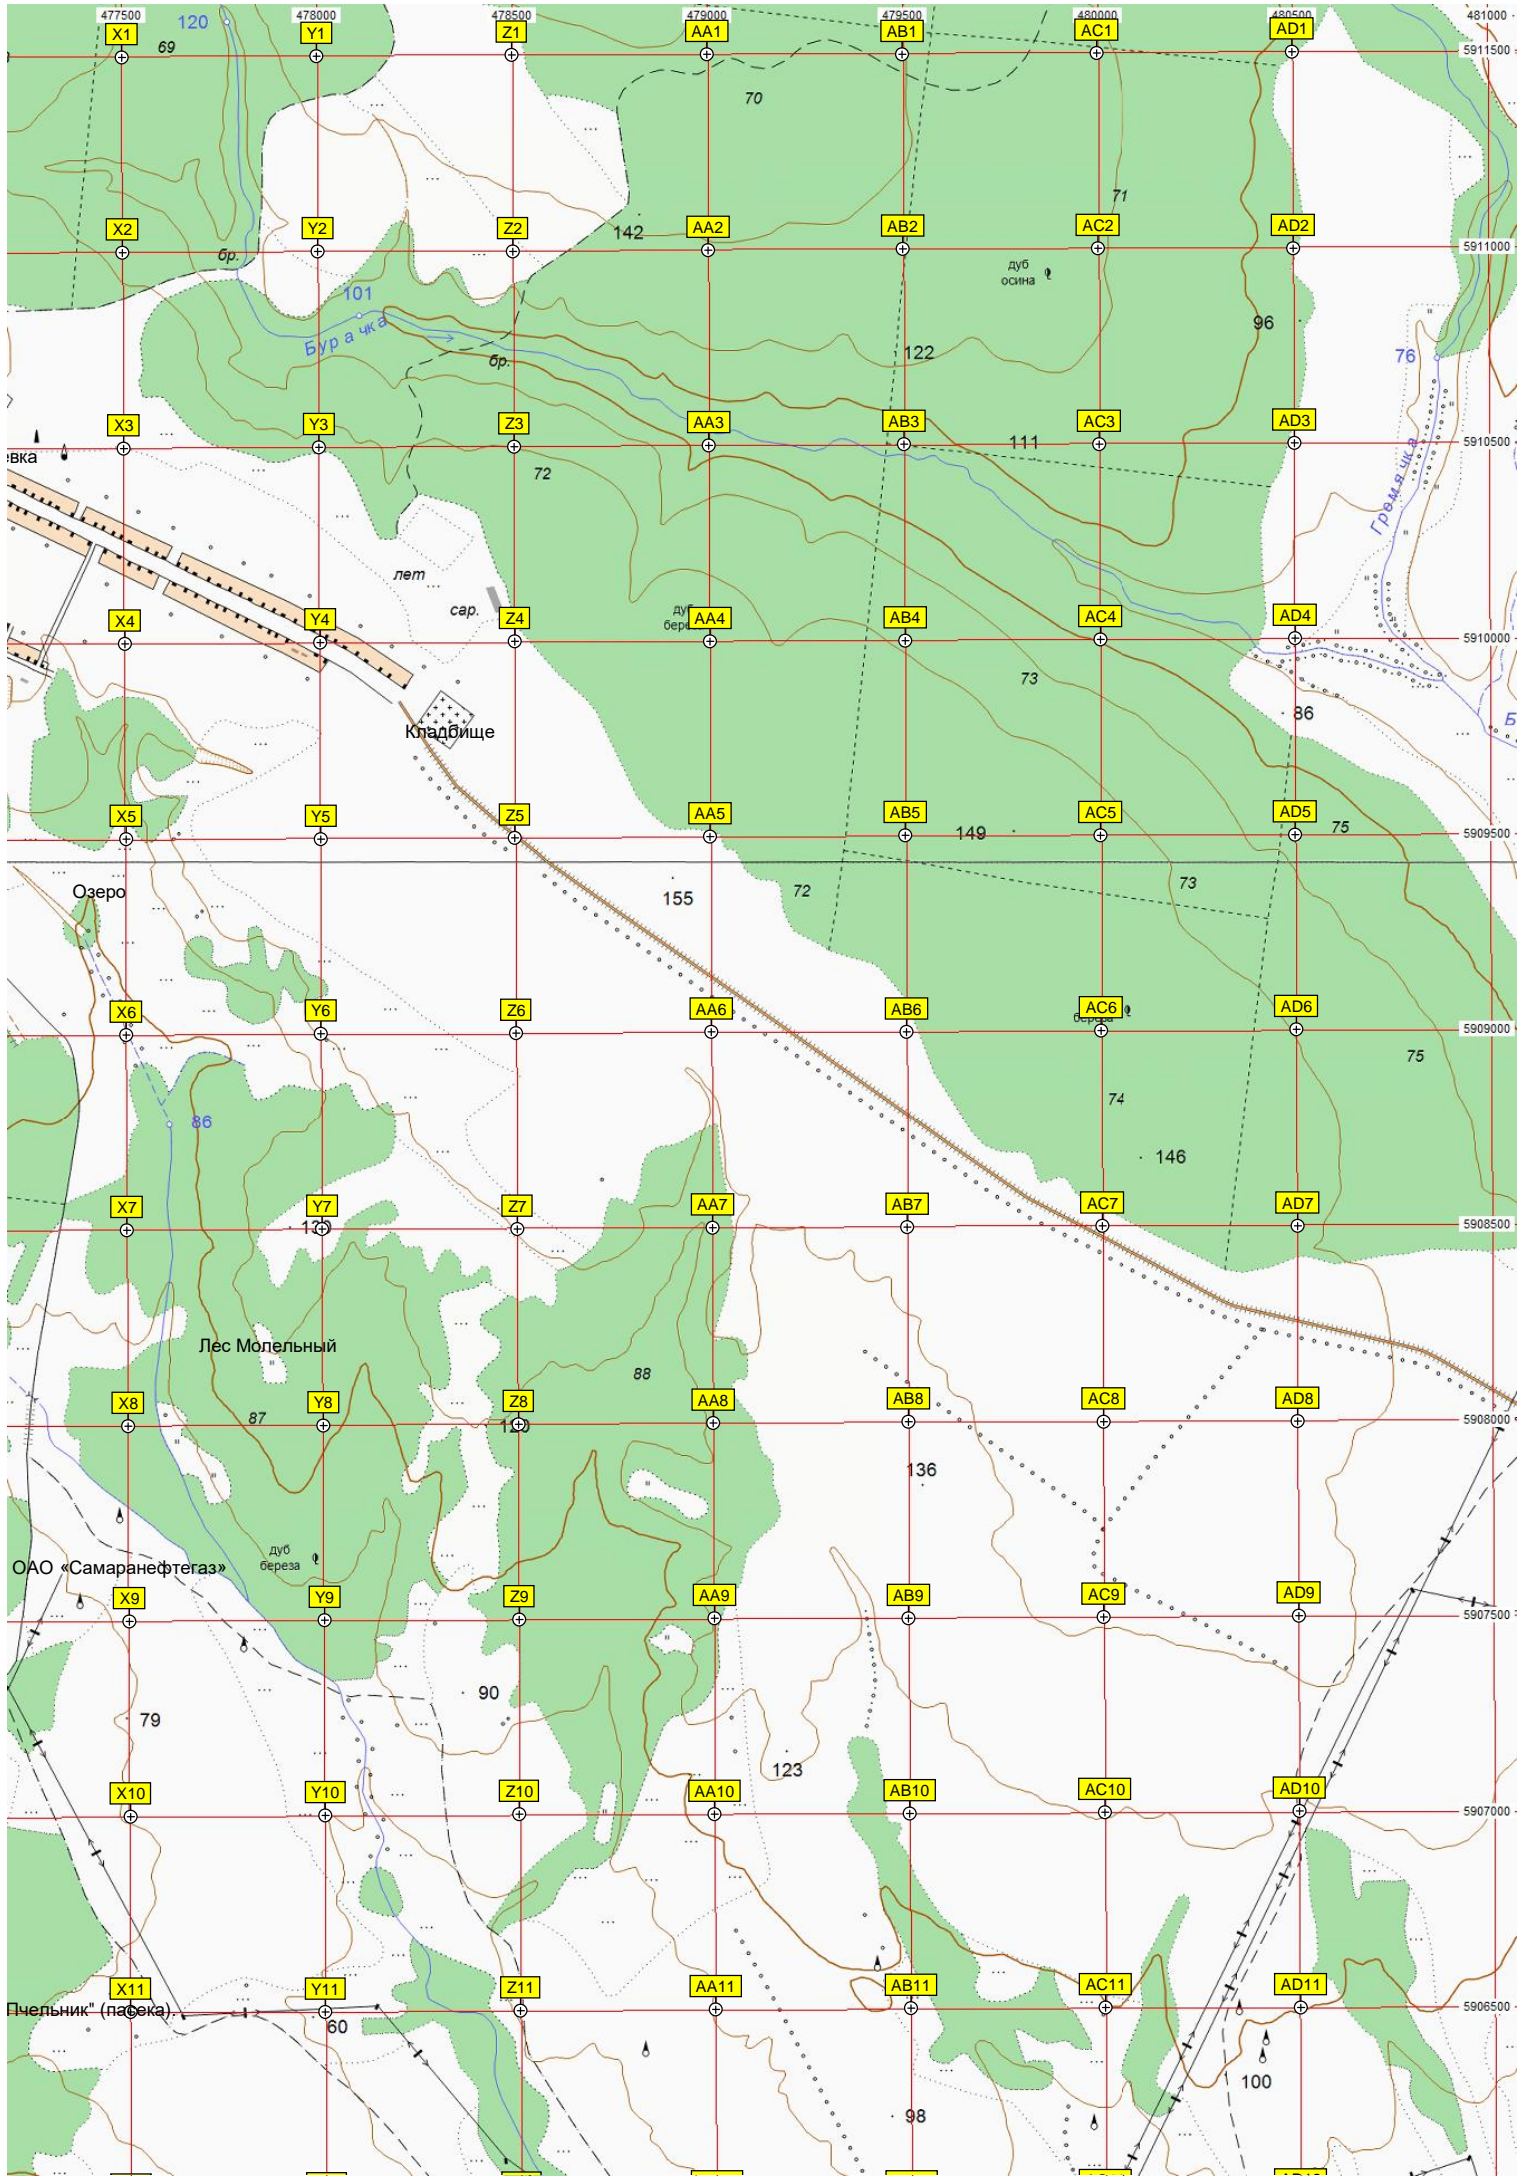 477500 478000 478500 479000 479500 480000 480500 481000
120
X1 Y1 Z1 AA1 AB1 AC1 AD1
69
5911500
70
71
142
X2 Y2 Z2 AA2 AB2 AC2 AD2
5911000
бр.
дуб
осина
101
Бурачка
96
122
76
бр.
X3 Y3 Z3 AA3 AB3 AC3 AD3
111
5910500
евка
72
Громячка
лет
сар.
дуб
X4 Y4 Z4 AA4 AB4 AC4 AD4
5910000
73
86
Б
Кладбище
X5 Y5 Z5 AA5 AB5 AC5 AD5
149
75
5909500
Озеро
155
72
73
X6 Y6 Z6 AA6 AB6 AC6 AD6
5909000
75
74
86
146
X7 Y7 Z7 AA7 AB7 AC7 AD7
5908500
Лес Молельный
88
X8 Y8 Z8 AA8 AB8 AC8 AD8
87
5908000
136
дуб
береза
ОАО «Самаранефтегаз»
X9 Y9 Z9 AA9 AB9 AC9 AD9
5907500
90
79
123
X10 Y10 Z10 AA10 AB10 AC10 AD10
5907000
X11 Y11 Z11 AA11 AB11 AC11 AD11
Пчельник" (пасека).
5906500
60
100
98